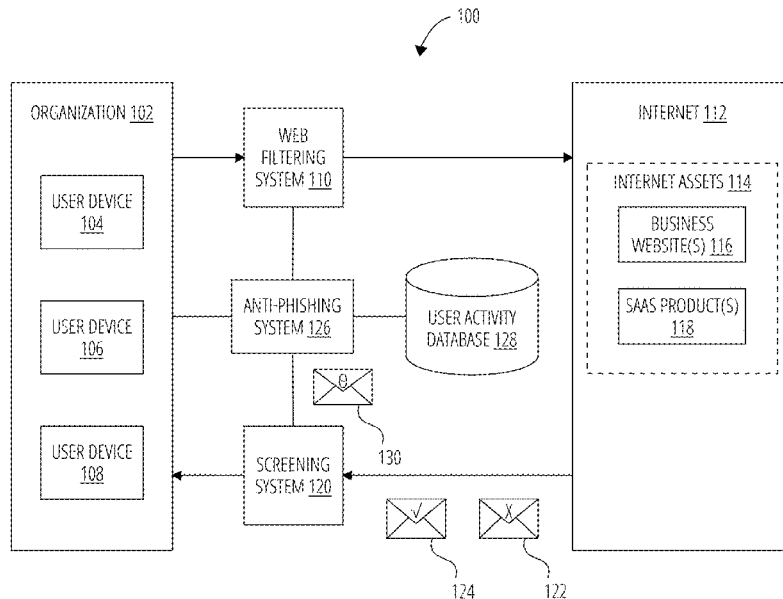 100
ORGANIZATION 102
USER DEVICE
104
USER DEVICE
106
USER DEVICE
108
WEB
FILTERING
SYSTEM 110
ANTI-PHISHING
SYSTEM 126
USER ACTIVITY
DATABASE 128
θ
130
SCREENING
SYSTEM 120
√
124
X
122
INTERNET 112
INTERNET ASSETS 114
BUSINESS
WEBSITE(S) 116
SAAS PRODUCT(S)
118